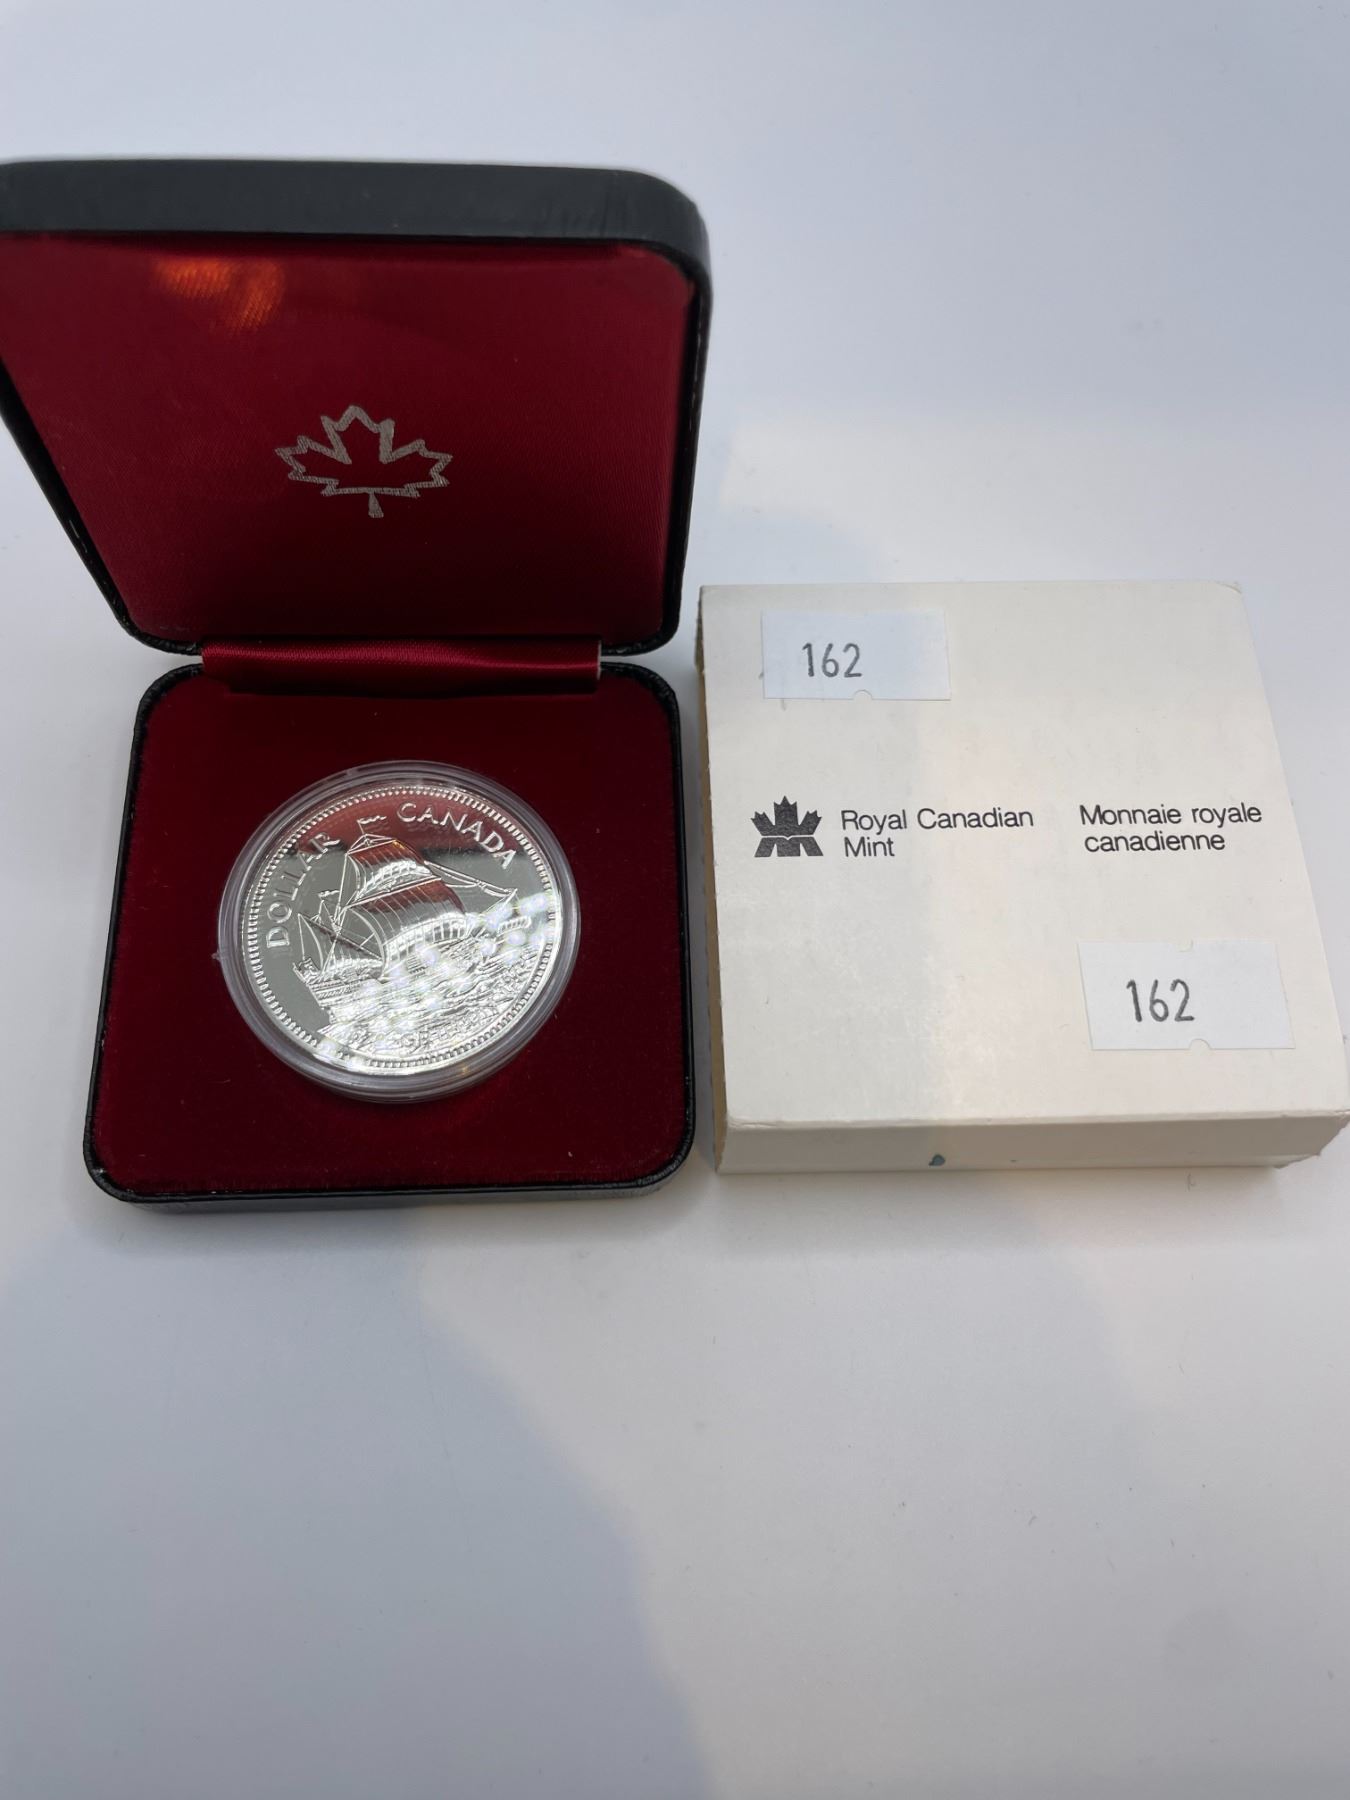 DOLLAR CANADA
162
Royal Canadian
Mint
Monnaie royale
canadienne
162